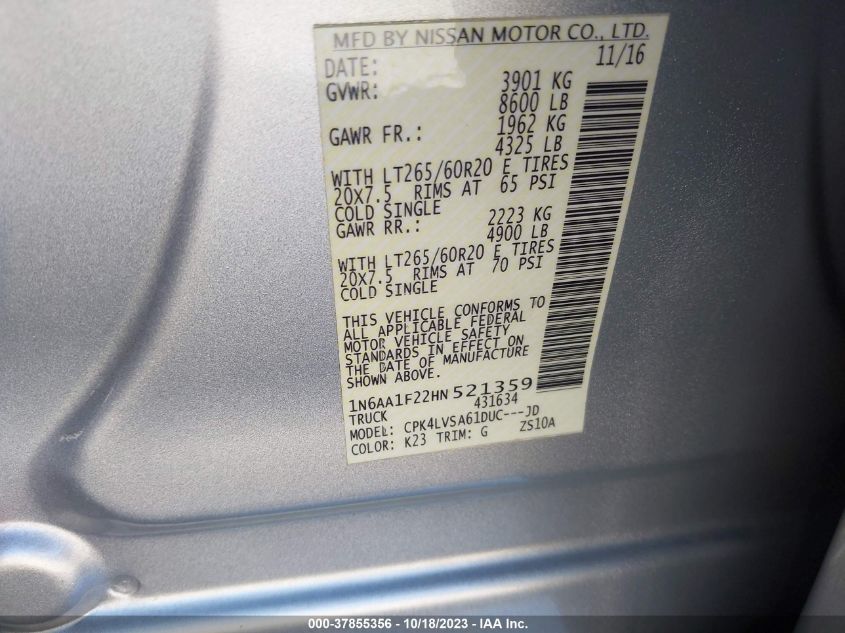 MFD BY NISSAN MOTOR CO., LTD.
DATE: 11/16
GVWR: 3901 KG
8600 LB
GAWR FR.: 1962 KG
4325 LB
WITH LT265/60R20 E TIRES
20X7.5 RIMS AT 65 PSI
COLD SINGLE
GAWR RR.: 2223 KG
4900 LB
WITH LT265/60R20 E TIRES
20X7.5 RIMS AT 70 PSI
COLD SINGLE
THIS VEHICLE CONFORMS TO
ALL APPLICABLE FEDERAL
MOTOR VEHICLE SAFETY
STANDARDS IN EFFECT ON
THE DATE OF MANUFACTURE
SHOWN ABOVE.
1N6AA1F22HN521359
TRUCK 431634
MODEL: CPK4LVSA61DUC---JD
COLOR: K23 TRIM: G ZS10A
000-37855356 - 10/18/2023 - IAA Inc.